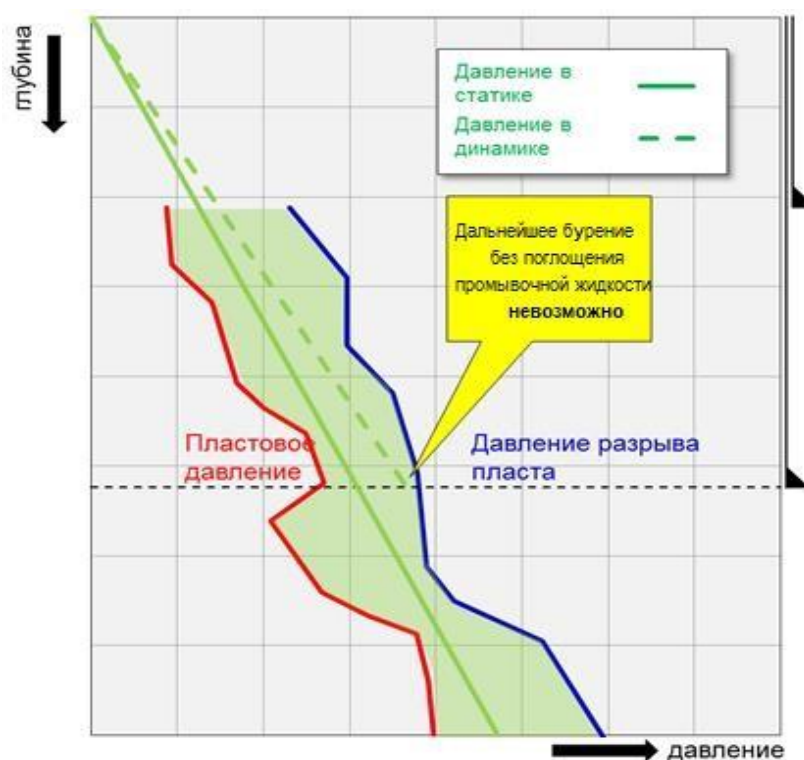 глубина
Давление в
статике
Давление в
динамике
Дальнейшее бурение
без поглощения
промывочной жидкости
невозможно
Пластовое
давление
Давление разрыва
пласта
давление